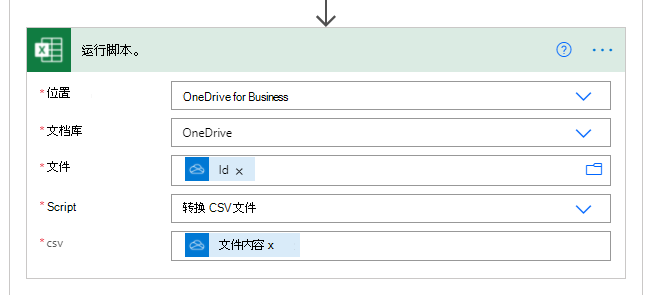 运行脚本。
*位置 OneDrive for Business
*文档库 OneDrive
*文件 Id x
*Script 转换 CSV文件
*csv 文件内容 x